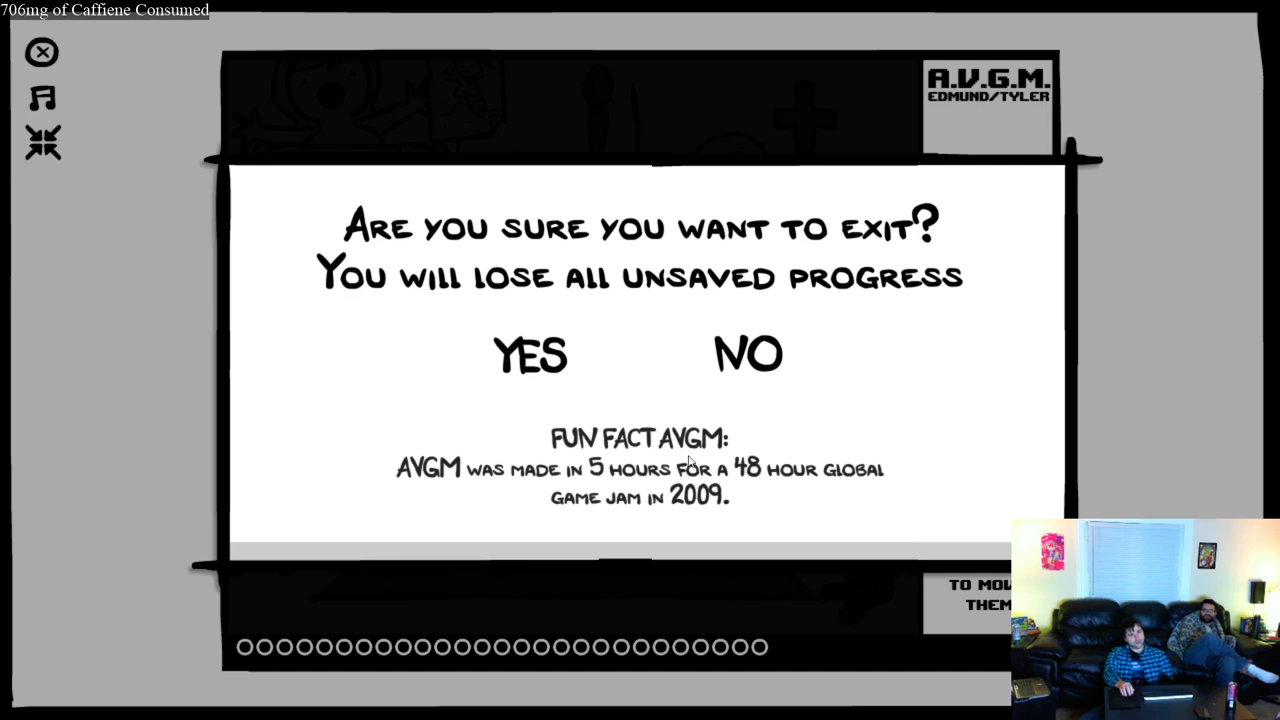 706mg of Caffiene Consumed
A.V.G.M.
EDMUND/TYLER
ARE YOU SURE YOU WANT TO EXIT?
YOU WILL LOSE ALL UNSAVED PROGRESS
YES NO
FUN FACT AVGM:
AVGM WAS MADE IN 5 HOURS FOR A 48 HOUR GLOBAL
GAME JAM IN 2009.
TO MOV
THEM